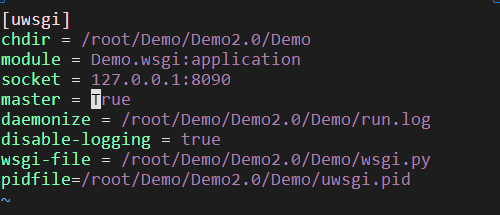 [uwsgi]
chdir = /root/Demo/Demo2.0/Demo
module = Demo.wsgi:application
socket = 127.0.0.1:8090
master = True
daemonize = /root/Demo/Demo2.0/Demo/run.log
disable-logging = true
wsgi-file = /root/Demo/Demo2.0/Demo/wsgi.py
pidfile=/root/Demo/Demo2.0/Demo/uwsgi.pid
~